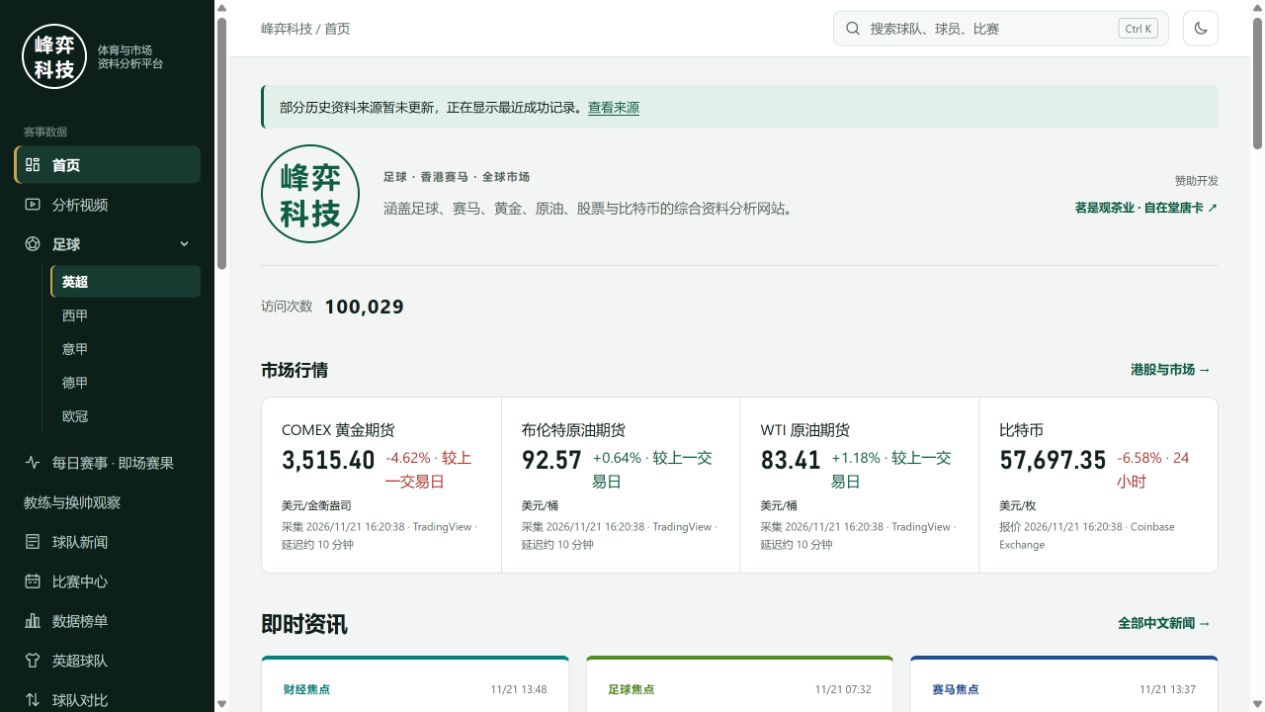 峰弈
科技
体育与市场
资料分析平台
赛事数据
首页
分析视频
足球
英超
西甲
意甲
德甲
欧冠
每日赛事 · 即场赛果
教练与换帅观察
球队新闻
比赛中心
数据榜单
英超球队
球队对比
峰弈科技 / 首页
搜索球队、球员、比赛
Ctrl K
部分历史资料来源暂未更新，正在显示最近成功记录。查看来源
峰弈
科技
足球 · 香港赛马 · 全球市场
涵盖足球、赛马、黄金、原油、股票与比特币的综合资料分析网站。
赞助开发
茗是观茶业 · 自在堂唐卡 ↗
访问次数 100,029
市场行情
港股与市场 →
COMEX 黄金期货
3,515.40 -4.62% · 较上
一交易日
美元/金衡盎司
采集 2026/11/21 16:20:38 · TradingView ·
延迟约 10 分钟
布伦特原油期货
92.57 +0.64% · 较上一交
易日
美元/桶
采集 2026/11/21 16:20:38 · TradingView ·
延迟约 10 分钟
WTI 原油期货
83.41 +1.18% · 较上一交
易日
美元/桶
采集 2026/11/21 16:20:38 · TradingView ·
延迟约 10 分钟
比特币
57,697.35 -6.58% · 24
小时
美元/枚
报价 2026/11/21 16:20:38 · Coinbase
Exchange
即时资讯
全部中文新闻 →
财经焦点 11/21 13:48
足球焦点 11/21 07:32
赛马焦点 11/21 13:37